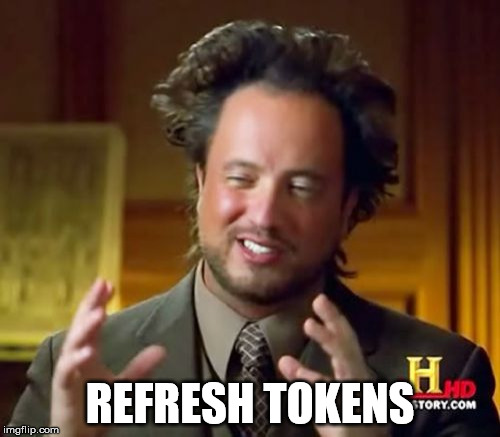 H HD
STORY.COM
REFRESH TOKENS
imgflip.com